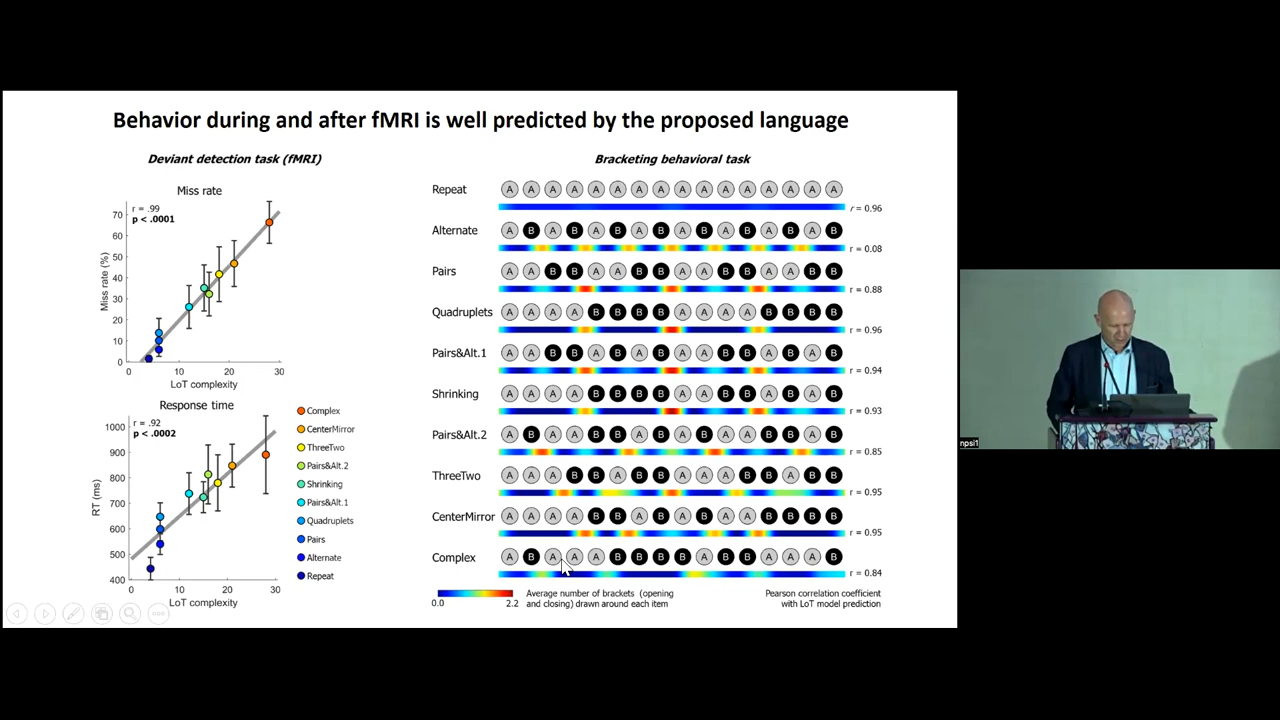 Behavior during and after fMRI is well predicted by the proposed language
Deviant detection task (fMRI)
Miss rate
r = .99
p < .0001
Miss rate (%)
70
60
50
40
30
20
10
0
0 10 20 30
LoT complexity
Response time
r = .92
p < .0002
RT (ms)
1000
900
800
700
600
500
400
0 10 20 30
LoT complexity
Complex
CenterMirror
ThreeTwo
Pairs&Alt.2
Shrinking
Pairs&Alt.1
Quadruplets
Pairs
Alternate
Repeat
Bracketing behavioral task
Repeat A A A A A A A A A A A A A A A A
r = 0.96
Alternate A B A B A B A B A B A B A B A B
r = 0.08
Pairs A A B B A A B B A A B B A A B B
r = 0.88
Quadruplets A A A A B B B B A A A A B B B B
r = 0.96
Pairs&Alt.1 A A B B A B A B A A B B A B A B
r = 0.94
Shrinking A A A A B B B B A A B B A B A B
r = 0.93
Pairs&Alt.2 A B A A B B A B A B A A B B A B
r = 0.85
ThreeTwo A A A B B A B A A A A B B A B
r = 0.95
CenterMirror A A A A B B A A B A B A B B B B
r = 0.95
Complex A B A A A B B B B A B B A A A B
r = 0.84
0.0 2.2
Average number of brackets (opening
and closing) drawn around each item
Pearson correlation coefficient
with LoT model prediction
npsi1